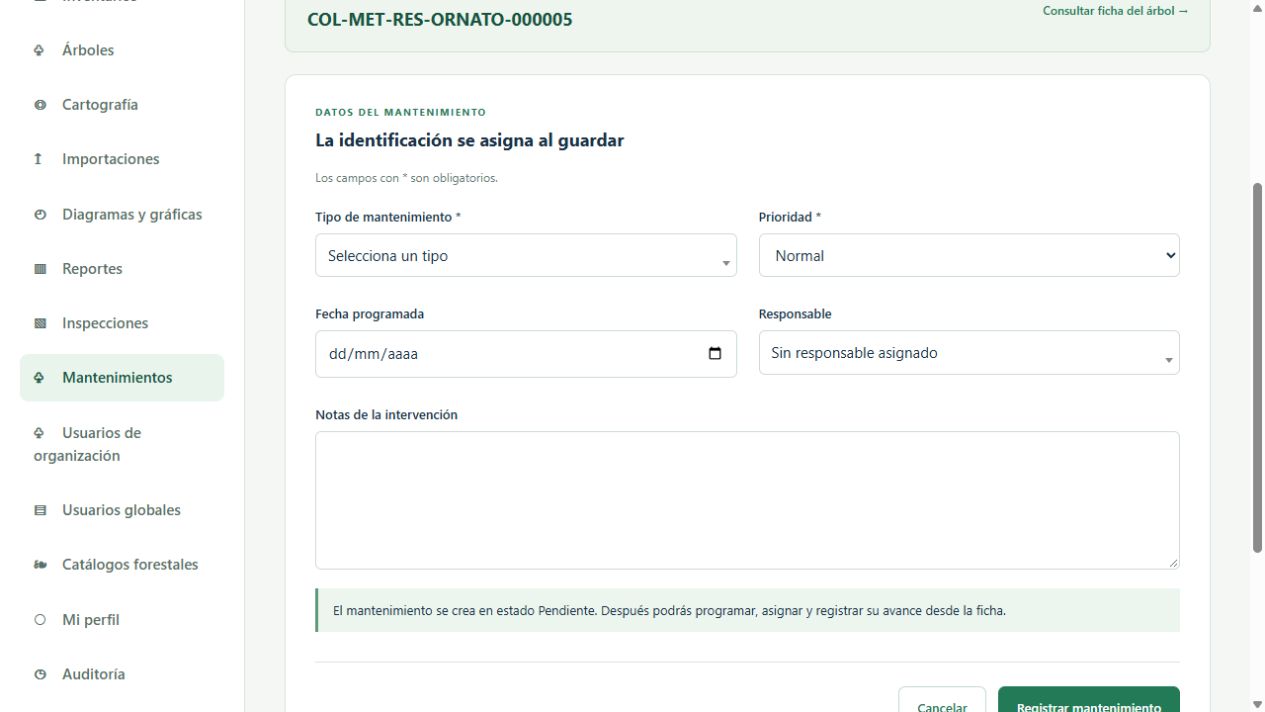 Inventarios
Árboles
Cartografía
Importaciones
Diagramas y gráficas
Reportes
Inspecciones
Mantenimientos
Usuarios de
organización
Usuarios globales
Catálogos forestales
Mi perfil
Auditoría
COL-MET-RES-ORNATO-000005
Consultar ficha del árbol →
DATOS DEL MANTENIMIENTO
La identificación se asigna al guardar
Los campos con * son obligatorios.
Tipo de mantenimiento *
Prioridad *
Selecciona un tipo
Normal
Fecha programada
Responsable
dd/mm/aaaa
Sin responsable asignado
Notas de la intervención
El mantenimiento se crea en estado Pendiente. Después podrás programar, asignar y registrar su avance desde la ficha.
Cancelar
Registrar mantenimiento